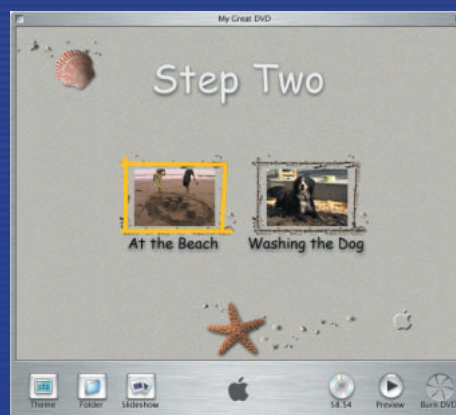 My Great DVD
Step Two
At the Beach
Washing the Dog
Theme
Folder
Slideshow
58:54
Preview
Burn DVD